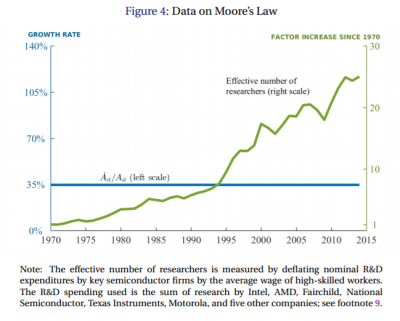 Figure 4: Data on Moore's Law
GROWTH RATE
FACTOR INCREASE SINCE 1970
140%
30
Effective number of
researchers (right scale)
105%
20
70%
Ȧit/Ait (left scale)
10
35%
0%
1
1970 1975 1980 1985 1990 1995 2000 2005 2010 2015
Note: The effective number of researchers is measured by deflating nominal R&D
expenditures by key semiconductor firms by the average wage of high-skilled workers.
The R&D spending used is the sum of research by Intel, AMD, Fairchild, National
Semiconductor, Texas Instruments, Motorola, and five other companies; see footnote 9.